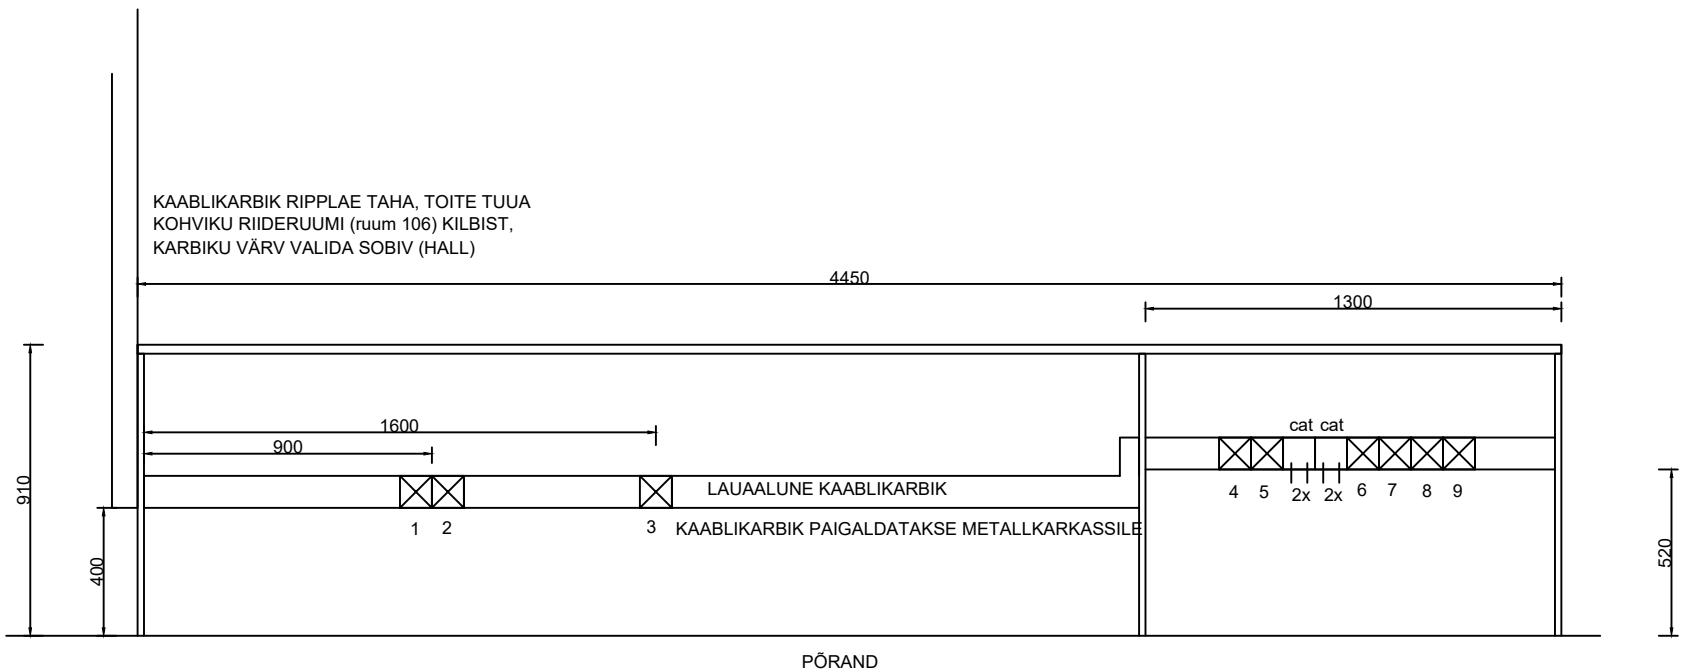 KAABLIKARBIK RIPPLAE TAHA, TOITE TUUA
KOHVIKU RIIDERUUMI (ruum 106) KILBIST,
KARBIKU VÄRV VALIDA SOBIV (HALL)
4450
1300
1600
900
cat cat
910
LAUAALUNE KAABLIKARBIK
4 5 2x 2x 6 7 8 9
1 2 3 KAABLIKARBIK PAIGALDATAKSE METALLKARKASSILE
400
520
PÕRAND